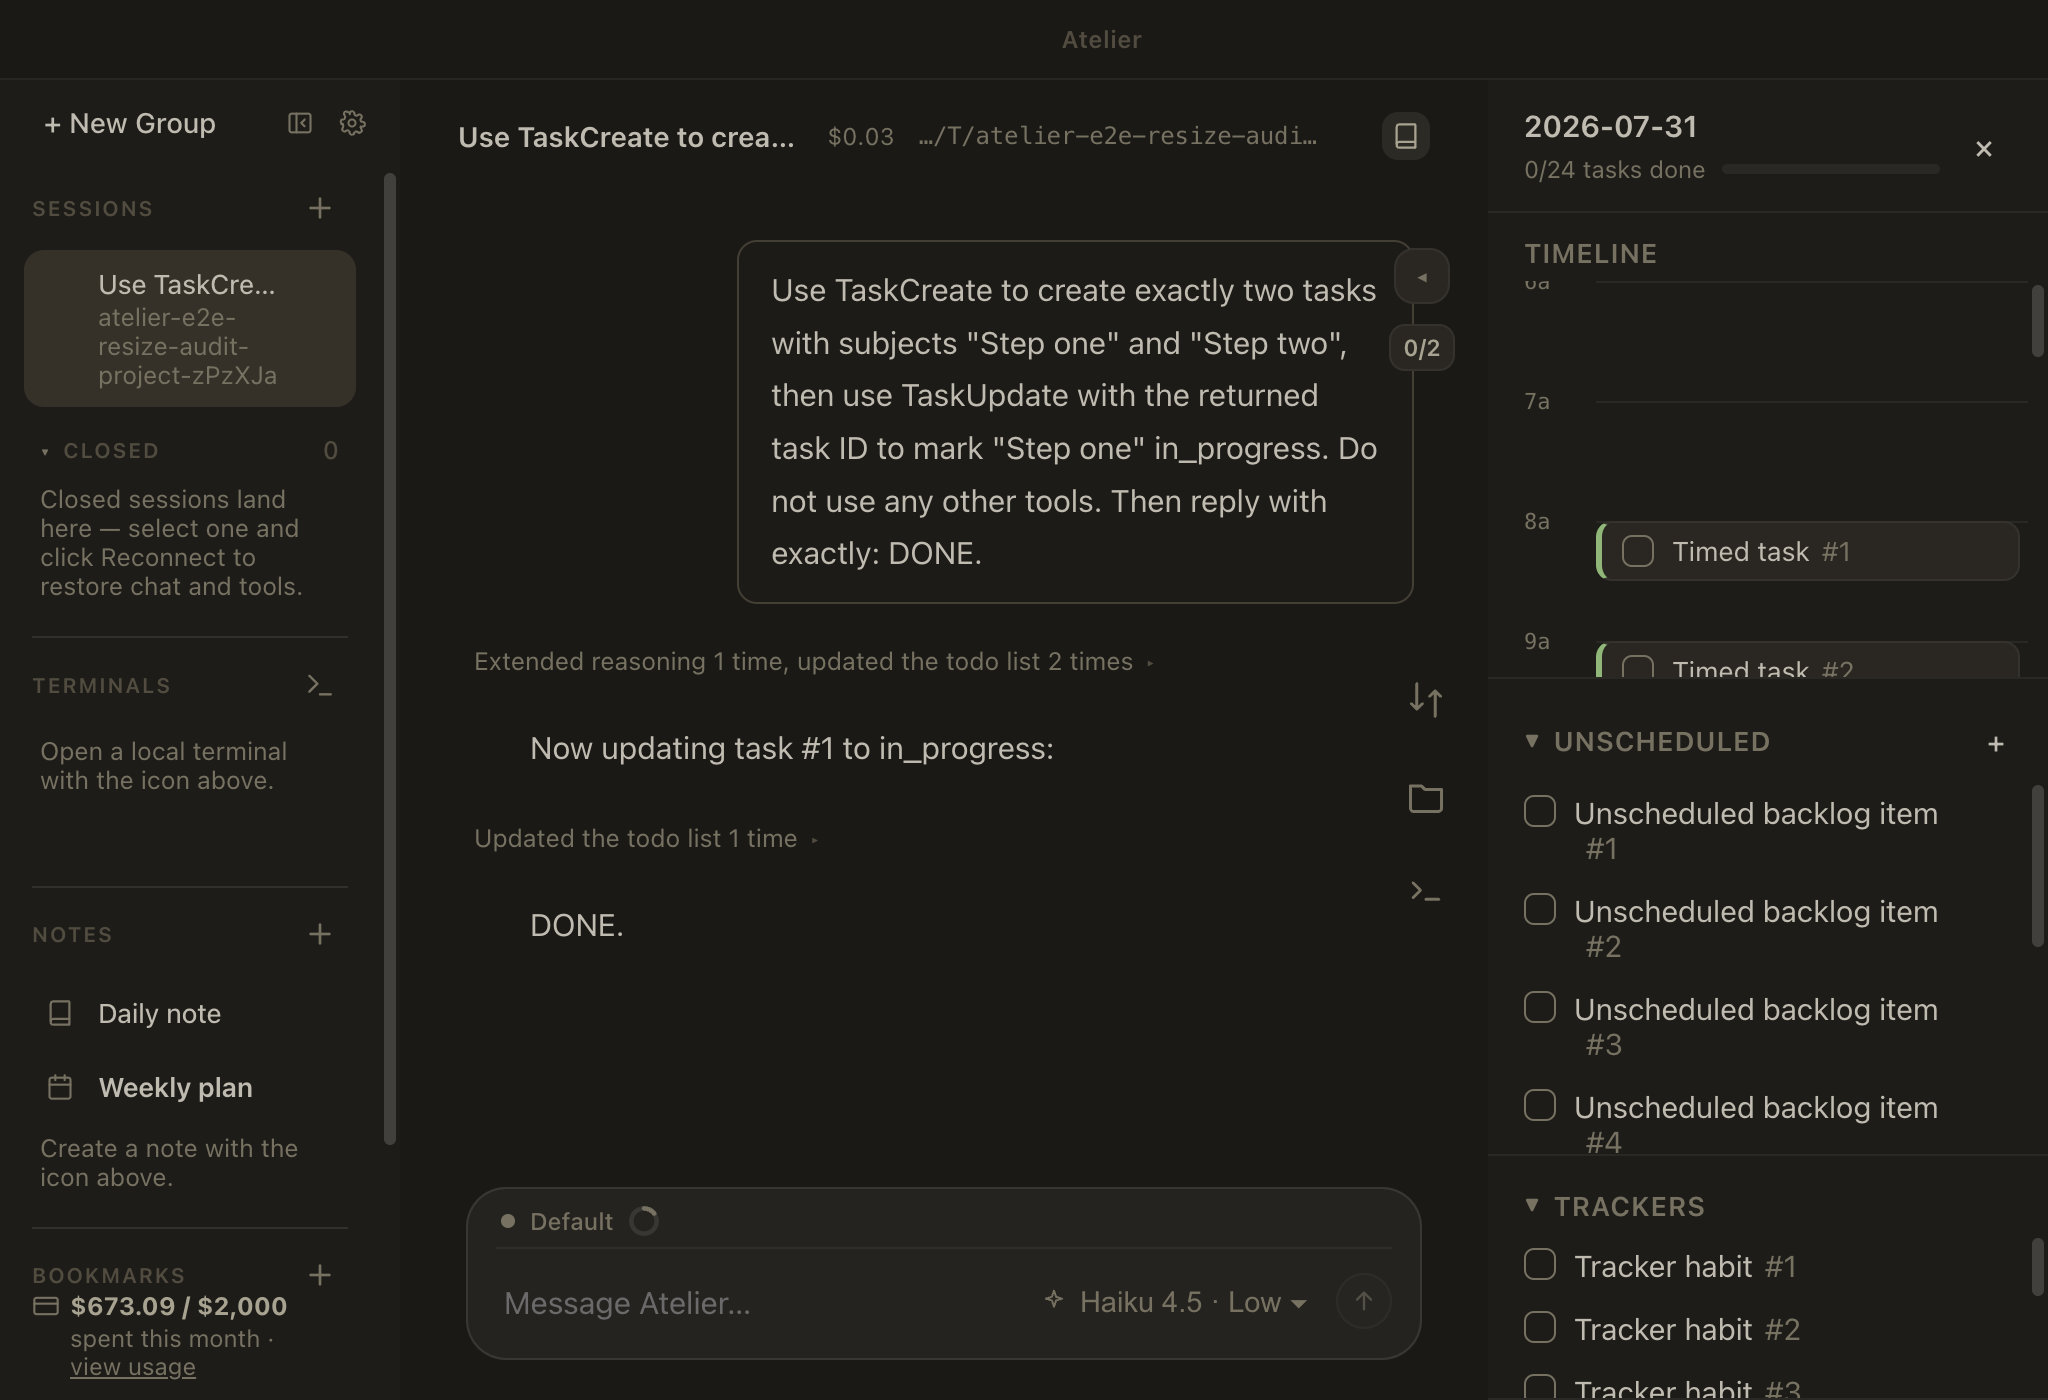 Atelier
+ New Group
SESSIONS
Use TaskCre...
atelier-e2e-
resize-audit-
project-zPzXJa
CLOSED 0
Closed sessions land
here — select one and
click Reconnect to
restore chat and tools.
TERMINALS
Open a local terminal
with the icon above.
NOTES
Daily note
Weekly plan
Create a note with the
icon above.
BOOKMARKS
$673.09 / $2,000
spent this month ·
view usage
Use TaskCreate to crea... $0.03 …/T/atelier-e2e-resize-audi…
Use TaskCreate to create exactly two tasks
with subjects "Step one" and "Step two",
then use TaskUpdate with the returned
task ID to mark "Step one" in_progress. Do
not use any other tools. Then reply with
exactly: DONE.
0/2
Extended reasoning 1 time, updated the todo list 2 times
Now updating task #1 to in_progress:
Updated the todo list 1 time
DONE.
Default
Message Atelier...
Haiku 4.5 · Low
2026-07-31
0/24 tasks done
TIMELINE
6a
7a
8a
Timed task #1
9a
Timed task #2
UNSCHEDULED
Unscheduled backlog item
#1
Unscheduled backlog item
#2
Unscheduled backlog item
#3
Unscheduled backlog item
#4
TRACKERS
Tracker habit #1
Tracker habit #2
Tracker habit #3